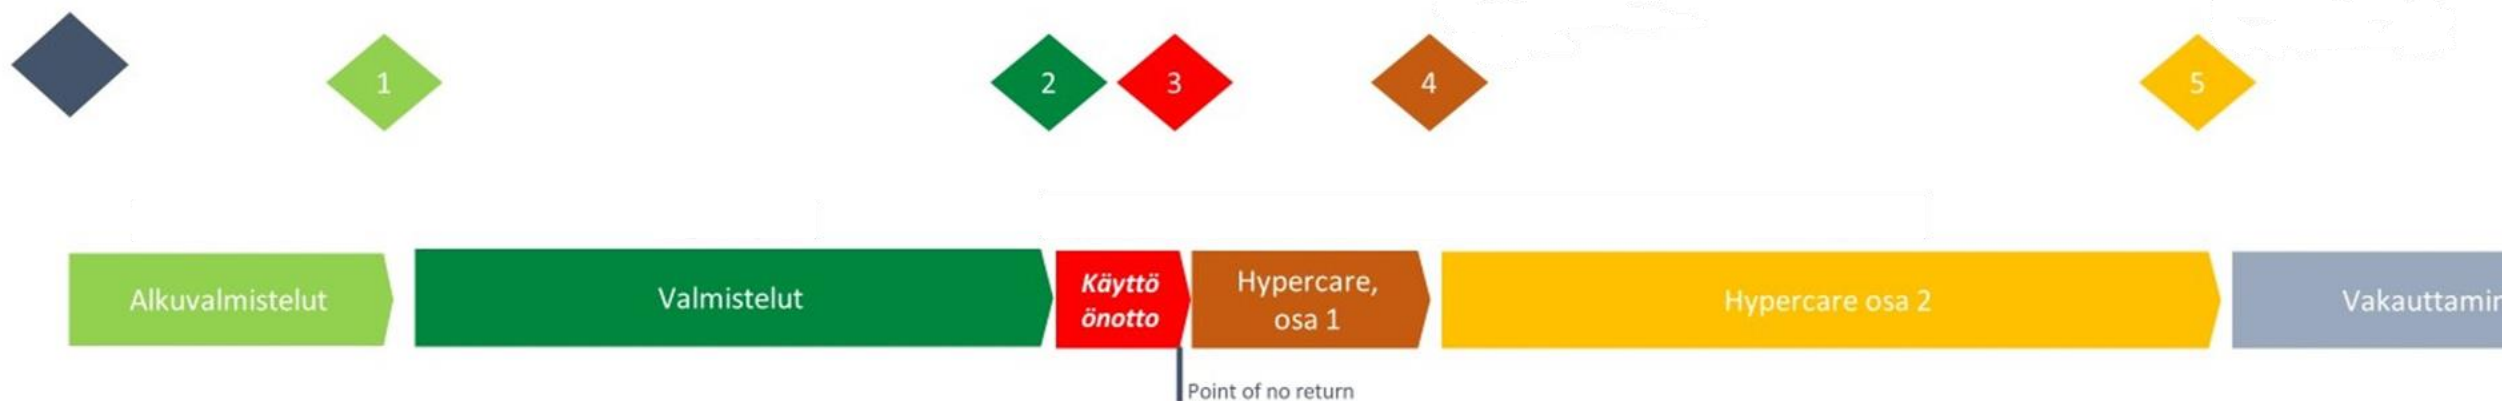 1
2
3
4
5
Alkuvalmistelut
Valmistelut
Käyttö
önotto
Hypercare,
osa 1
Hypercare osa 2
Point of no return